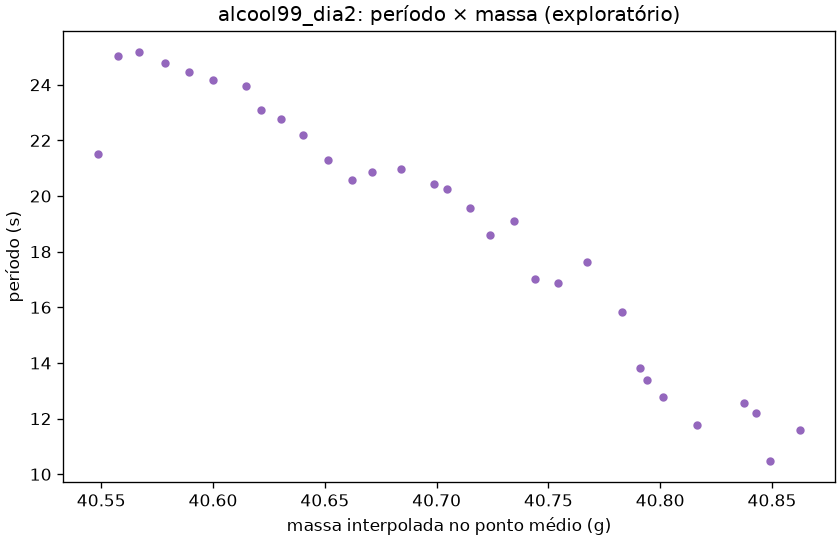 alcool99_dia2: período × massa (exploratório)
período (s)
24
22
20
18
16
14
12
10
40.55 40.60 40.65 40.70 40.75 40.80 40.85
massa interpolada no ponto médio (g)